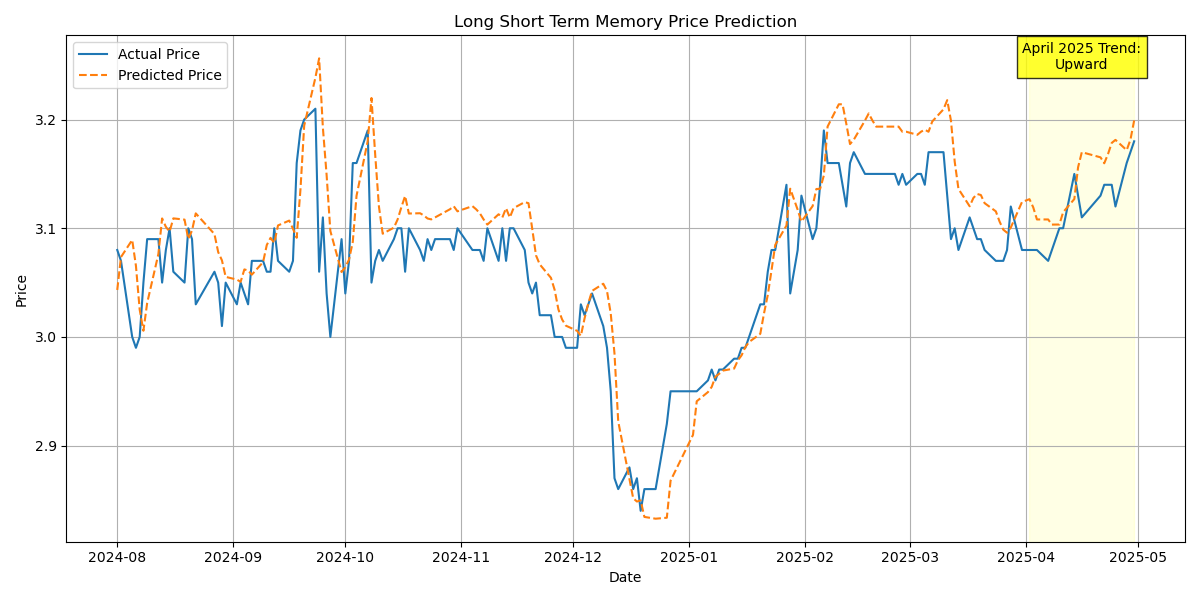 Long Short Term Memory Price Prediction
Actual Price
Predicted Price
April 2025 Trend:
Upward
Price
3.2
3.1
3.0
2.9
2024-08 2024-09 2024-10 2024-11 2024-12 2025-01 2025-02 2025-03 2025-04 2025-05
Date